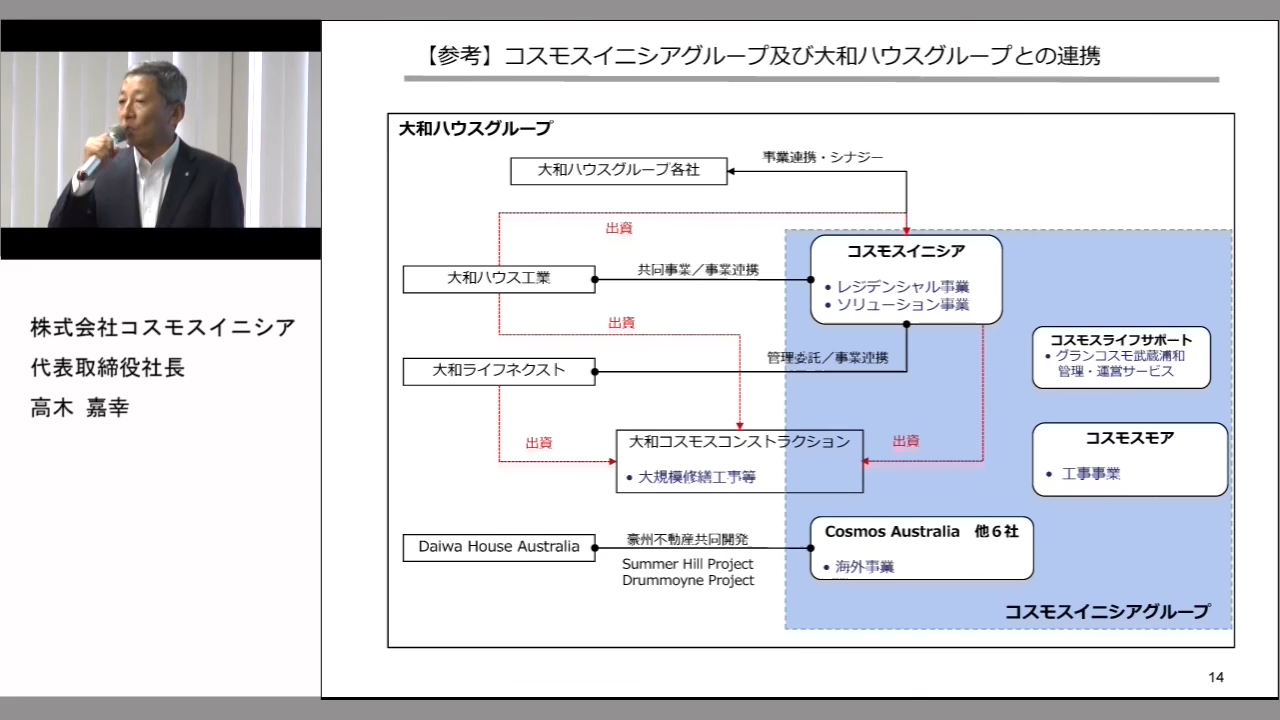 【参考】コスモスイニシアグループ及び大和ハウスグループとの連携
株式会社コスモスイニシア
代表取締役社長
高木 嘉幸
大和ハウスグループ
大和ハウスグループ各社
事業連携・シナジー
出資
コスモスイニシア
• レジデンシャル事業
• ソリューション事業
大和ハウス工業
共同事業／事業連携
出資
コスモスライフサポート
• グランコスモ武蔵浦和
管理・運営サービス
大和ライフネクスト
管理委託／事業連携
出資
大和コスモスコンストラクション
• 大規模修繕工事等
出資
コスモスモア
• 工事事業
Daiwa House Australia
豪州不動産共同開発
Summer Hill Project
Drummoyne Project
Cosmos Australia 他６社
• 海外事業
コスモスイニシアグループ
14